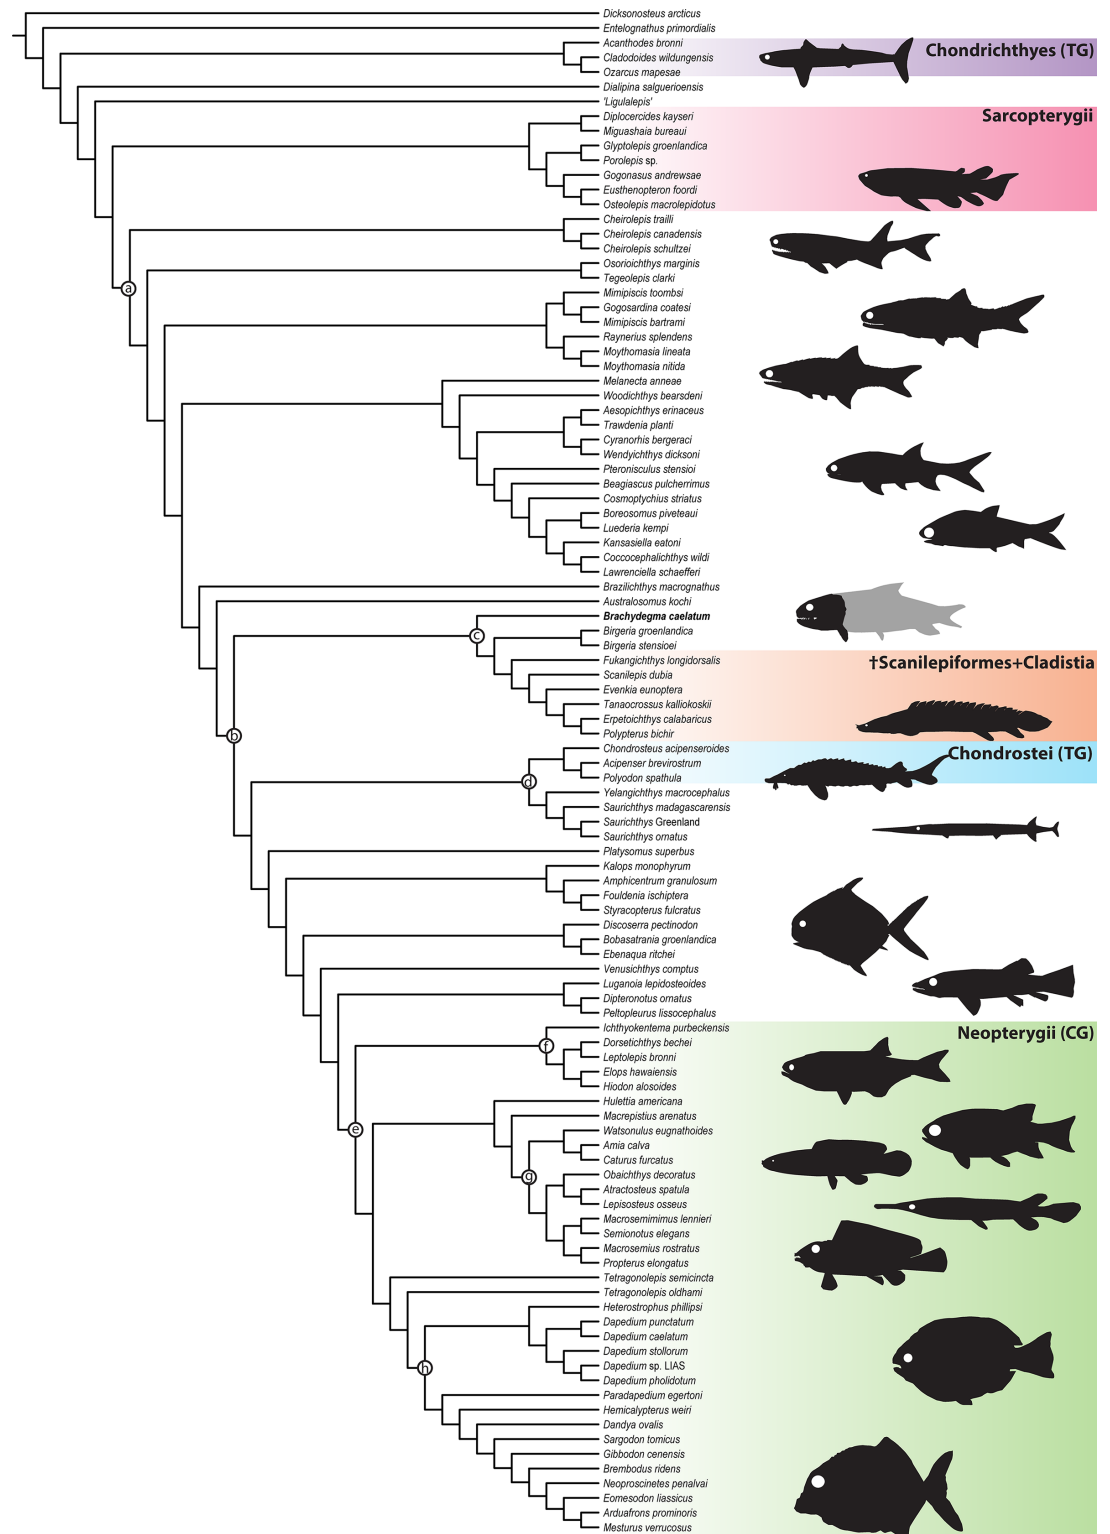 Dicksonosteus arcticus
Entelognathus primordialis
Acanthodes bronni
Chondrichthyes (TG)
Cladodoides wildungensis
Ozarcus mapesae
Dialipina salgueiroensis
'Ligulalepis'
Diplocercides kayseri
Sarcopterygii
Miguashaia bureaui
Glyptolepis groenlandica
Porolepis sp.
Gogonasus andrewsae
Eusthenopteron foordi
Osteolepis macrolepidotus
Cheirolepis trailli
Cheirolepis canadensis
Cheirolepis schultzei
Osorioichthys marginis
Tegeolepis clarki
a
Mimipiscis toombsi
Gogosardina coatesi
Mimipiscis bartrami
Raynerius splendens
Moythomasia lineata
Moythomasia nitida
Melanecta anneae
Woodichthys bearsdeni
Aesopichthys erinaceus
Trawdenia planti
Cyranorhis bergeraci
Wendyichthys dicksoni
Pteronisculus stensioi
Beagiascus pulcherrimus
Cosmoptychius striatus
Boreosomus piveteaui
Luederia kempi
Kansasiella eatoni
Coccocephalichthys wildi
Lawrenciella schaefferi
Brazilichthys macrognathus
Australosomus kochi
Brachydegma caelatum
c
Birgeria groenlandica
Birgeria stensioei
Fukangichthys longidorsalis
†Scanilepiformes+Cladistia
Scanilepis dubia
Evenkia eunoptera
Tanaocrossus kalliokoskii
Erpetoichthys calabaricus
Polypterus bichir
b
Chondrosteus acipenseroides
Chondrostei (TG)
Acipenser brevirostrum
Polyodon spathula
d
Yelangichthys macrocephalus
Saurichthys madagascarensis
Saurichthys Greenland
Saurichthys ornatus
Platysomus superbus
Kalops monophyrum
Amphicentrum granulosum
Fouldenia ischiptera
Styracopterus fulcratus
Discoserra pectinodon
Bobasatrania groenlandica
Ebenaqua ritchei
Venusichthys comptus
Luganoia lepidosteoides
Dipteronotus ornatus
Peltopleurus lissocephalus
Ichthyokentema purbeckensis
Neopterygii (CG)
f
Dorsetichthys bechei
Leptolepis bronni
Elops hawaiensis
Hiodon alosoides
Hulettia americana
Macrepistius arenatus
e
Watsonulus eugnathoides
Amia calva
Caturus furcatus
g
Obaichthys decoratus
Atractosteus spatula
Lepisosteus osseus
Macrosemimimus lennieri
Semionotus elegans
Macrosemius rostratus
Propterus elongatus
Tetragonolepis semicincta
Tetragonolepis oldhami
Heterostrophus phillipsi
Dapedium punctatum
Dapedium caelatum
Dapedium stollorum
Dapedium sp. LIAS
h
Dapedium pholidotum
Paradapedium egertoni
Hemicalypterus weiri
Dandya ovalis
Sargodon tomicus
Gibbodon cenensis
Brembodus ridens
Neoproscinetes penalvai
Eomesodon liassicus
Arduafrons prominoris
Mesturus verrucosus